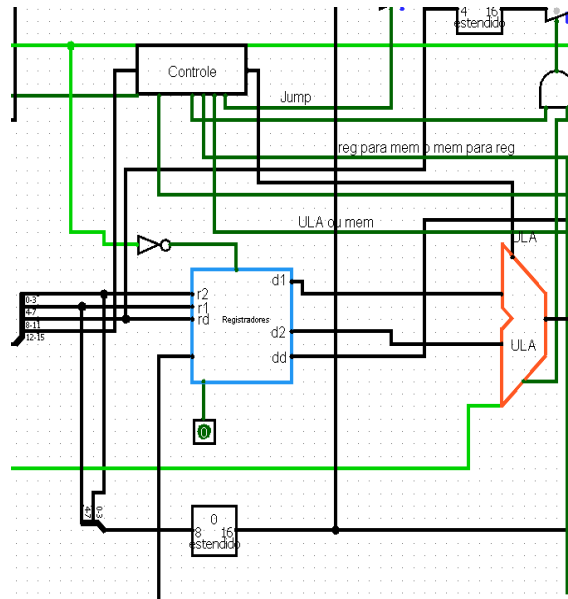 4 16
estendido
Controle
Jump
reg para mem o mem para reg
ULA ou mem
ULA
d1
r2
0-3
r1
4-7
Registradores
rd
8-11
d2
12-15
ULA
dd
0
4-7
0-3
0
8 16
estendido